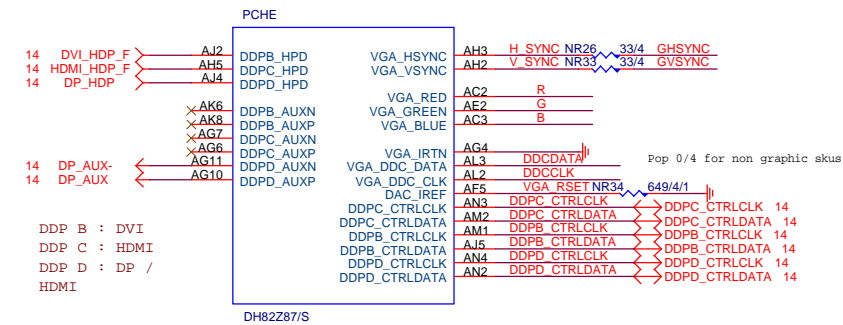 PCHE
14 DVI_HDP_F AJ2 DDPB_HPD VGA_HSYNC AH3 H_SYNC NR26 33/4 GHSYNC
14 HDMI_HDP_F AH5 DDPC_HPD VGA_VSYNC AH2 V_SYNC NR33 33/4 GVSYNC
14 DP_HDP AJ4 DDPD_HPD
VGA_RED AC2 R
AK6 DDPB_AUXN VGA_GREEN AE2 G
AK8 DDPB_AUXP VGA_BLUE AC3 B
AG7 DDPC_AUXN
AG6 DDPC_AUXP VGA_IRTN AG4
14 DP_AUX- AG11 DDPD_AUXN VGA_DDC_DATA AL3 DDCDATA Pop 0/4 for non graphic skus
14 DP_AUX AG10 DDPD_AUXP VGA_DDC_CLK AL2 DDCCLK
DAC_IREF AF5 VGA_RSET NR34 649/4/1
DDPC_CTRLCLK AN3 DDPC_CTRLCLK DDPC_CTRLCLK 14
DDPC_CTRLDATA AM2 DDPC_CTRLDATA DDPC_CTRLDATA 14
DDPB_CTRLCLK AM1 DDPB_CTRLCLK DDPB_CTRLCLK 14
DDPB_CTRLDATA AJ5 DDPB_CTRLDATA DDPB_CTRLDATA 14
DDPD_CTRLCLK AN4 DDPD_CTRLCLK DDPD_CTRLCLK 14
DDPD_CTRLDATA AN2 DDPD_CTRLDATA DDPD_CTRLDATA 14
DDP B : DVI
DDP C : HDMI
DDP D : DP /
HDMI
DH82Z87/S